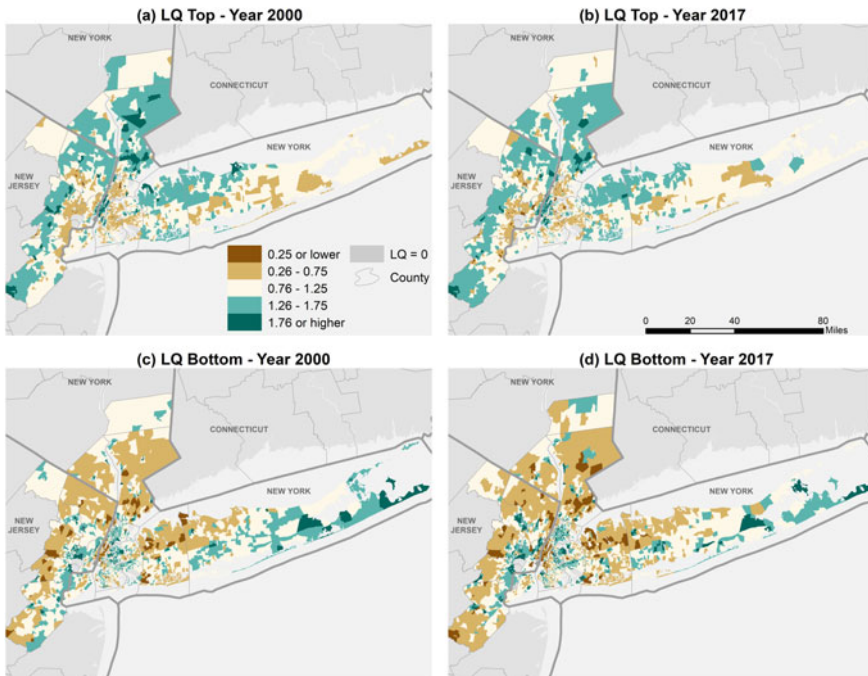 (a) LQ Top - Year 2000
NEW YORK
CONNECTICUT
NEW YORK
NEW
JERSEY
0.25 or lower
0.26 - 0.75
0.76 - 1.25
1.26 - 1.75
1.76 or higher
LQ = 0
County
(b) LQ Top - Year 2017
NEW YORK
CONNECTICUT
NEW YORK
NEW
JERSEY
0 20 40 80
Miles
(c) LQ Bottom - Year 2000
NEW YORK
CONNECTICUT
NEW YORK
NEW
JERSEY
(d) LQ Bottom - Year 2017
NEW YORK
CONNECTICUT
NEW YORK
NEW
JERSEY